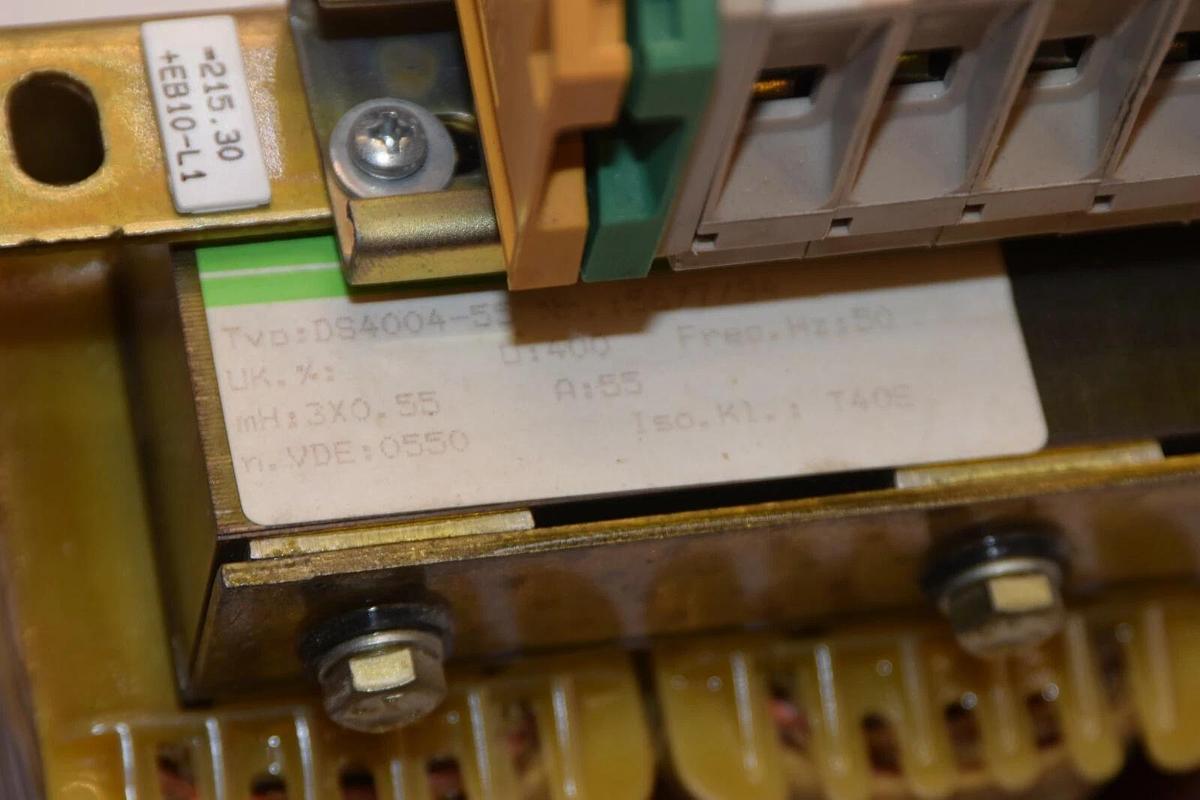 =215.30
+EB10-L1
Typ:DS4004-55
U:400 Freq.Hz:50
UK.%:
A:55
mH:3X0.55
Iso.Kl.: T40E
n.VDE:0550